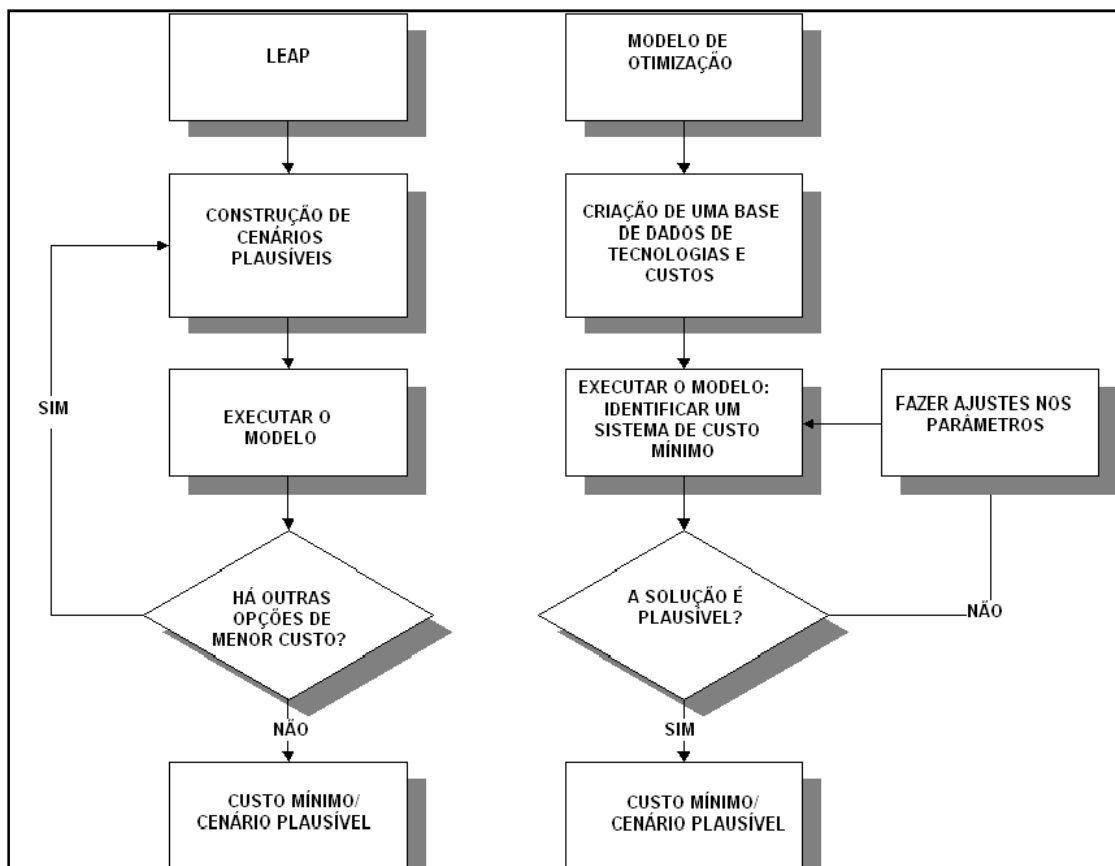 LEAP
CONSTRUÇÃO DE
CENÁRIOS
PLAUSÍVEIS
SIM
EXECUTAR O
MODELO
HÁ OUTRAS
OPÇÕES DE
MENOR CUSTO?
NÃO
CUSTO MÍNIMO/
CENÁRIO PLAUSÍVEL
MODELO DE
OTIMIZAÇÃO
CRIAÇÃO DE UMA BASE
DE DADOS DE
TECNOLOGIAS E
CUSTOS
EXECUTAR O MODELO:
IDENTIFICAR UM
SISTEMA DE CUSTO
MÍNIMO
FAZER AJUSTES NOS
PARÂMETROS
A SOLUÇÃO É
PLAUSÍVEL?
NÃO
SIM
CUSTO MÍNIMO/
CENÁRIO PLAUSÍVEL